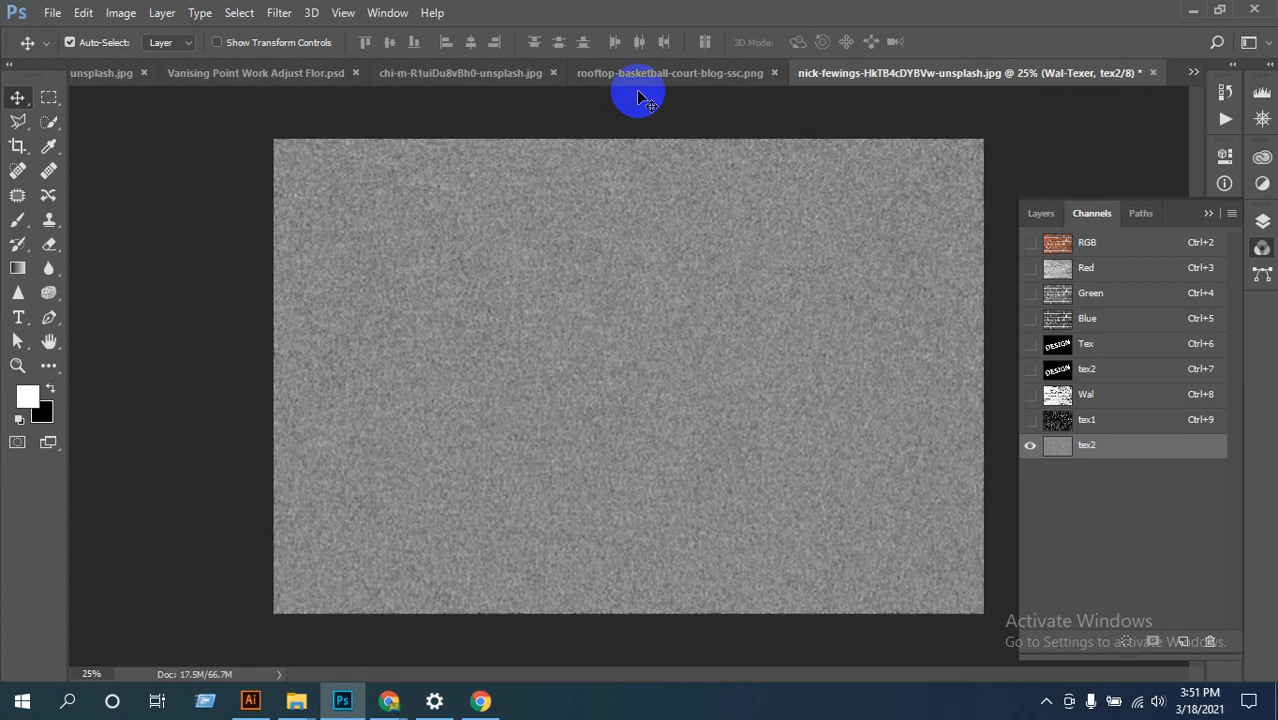 Ps File Edit Image Layer Type Select Filter 3D View Window Help
Auto-Select: Layer Show Transform Controls 3D Mode:
unsplash.jpg × Vanising Point Work Adjust Flor.psd × chi-m-R1uiDu8vBh0-unsplash.jpg × rooftop-basketball-court-blog-ssc.png × nick-fewings-HkTB4cDYBVw-unsplash.jpg @ 25% (Wal-Texer, tex2/8) * ×
Layers Channels Paths
RGB Ctrl+2
Red Ctrl+3
Green Ctrl+4
Blue Ctrl+5
DESIGN Tex Ctrl+6
DESIGN tex2 Ctrl+7
Wal Ctrl+8
tex1 Ctrl+9
tex2
Activate Windows
Go to Settings to activate Windows.
25% Doc: 17.5M/66.7M
Ai Ps
3:51 PM
3/18/2021